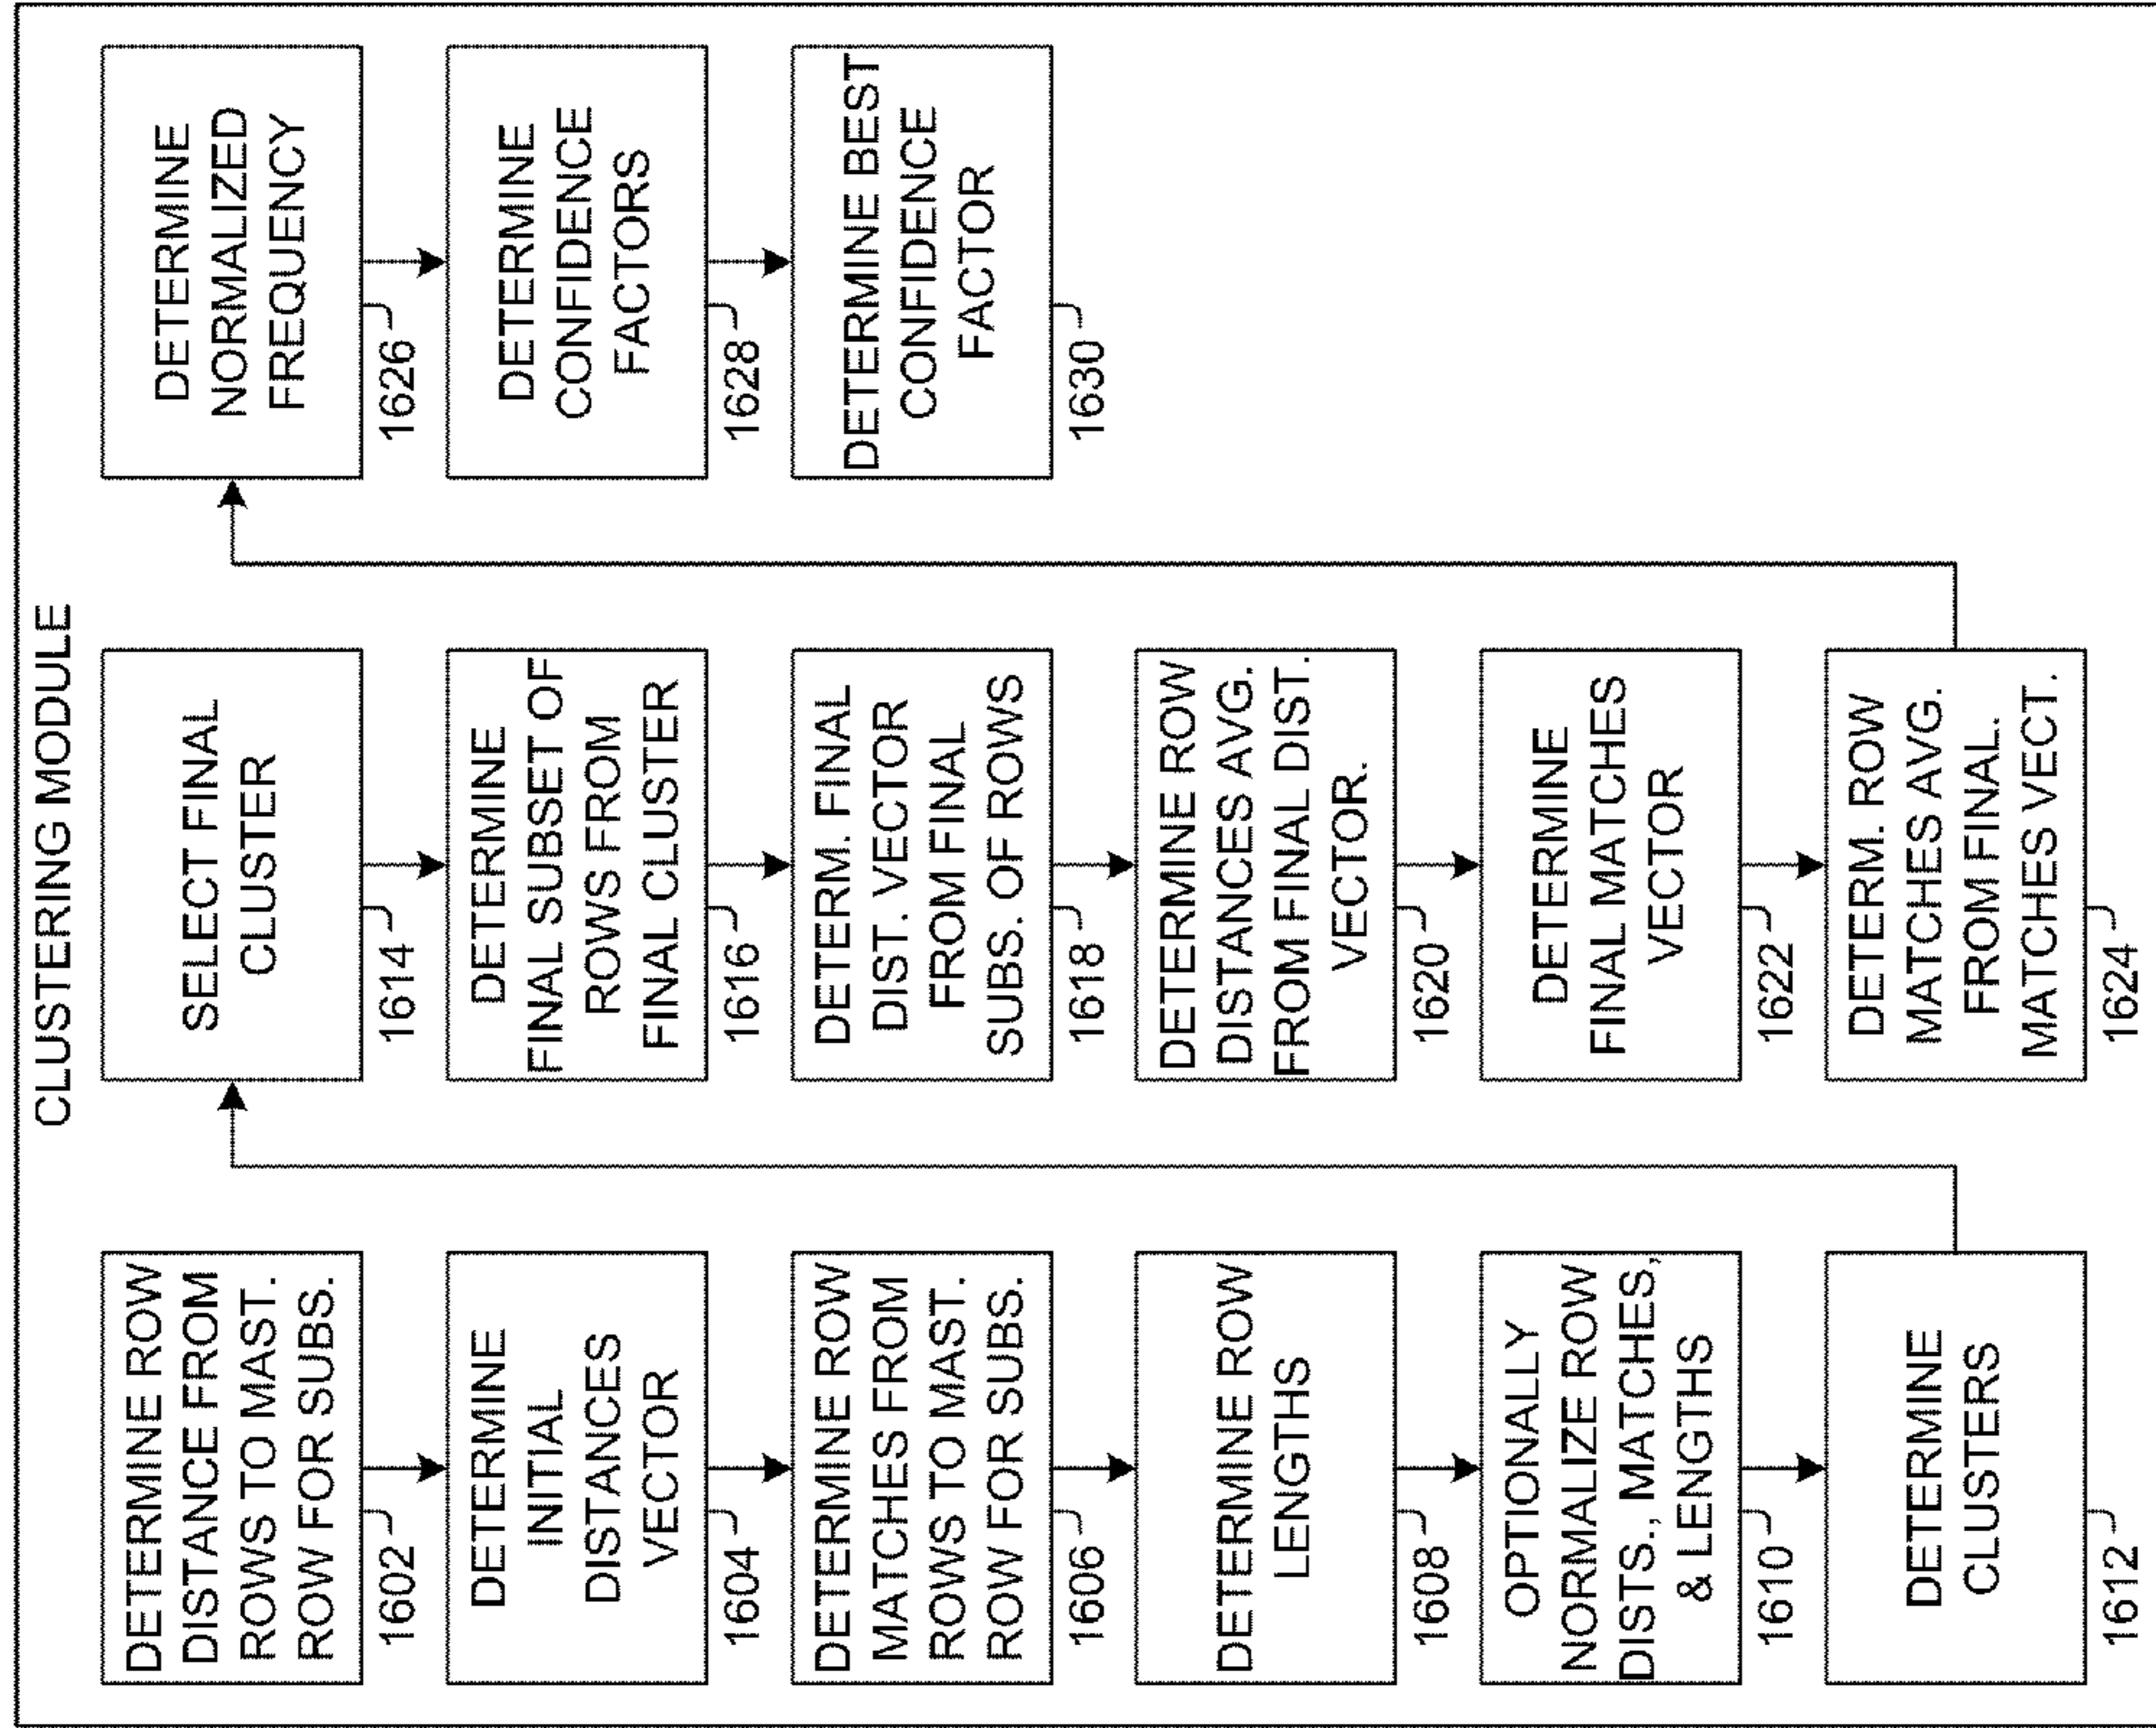 CLUSTERING MODULE
DETERMINE ROW
DISTANCE FROM
ROWS TO MAST.
ROW FOR SUBS.
1602
DETERMINE
INITIAL
DISTANCES
VECTOR
1604
DETERMINE ROW
MATCHES FROM
ROWS TO MAST.
ROW FOR SUBS.
1606
DETERMINE ROW
LENGTHS
1608
OPTIONALLY
NORMALIZE ROW
DISTS., MATCHES,
& LENGTHS
1610
DETERMINE
CLUSTERS
1612
SELECT FINAL
CLUSTER
1614
DETERMINE
FINAL SUBSET OF
ROWS FROM
FINAL CLUSTER
1616
DETERM. FINAL
DIST. VECTOR
FROM FINAL
SUBS. OF ROWS
1618
DETERMINE ROW
DISTANCES AVG.
FROM FINAL DIST.
VECTOR.
1620
DETERMINE
FINAL MATCHES
VECTOR
1622
DETERM. ROW
MATCHES AVG.
FROM FINAL.
MATCHES VECT.
1624
DETERMINE
NORMALIZED
FREQUENCY
1626
DETERMINE
CONFIDENCE
FACTORS
1628
DETERMINE BEST
CONFIDENCE
FACTOR
1630